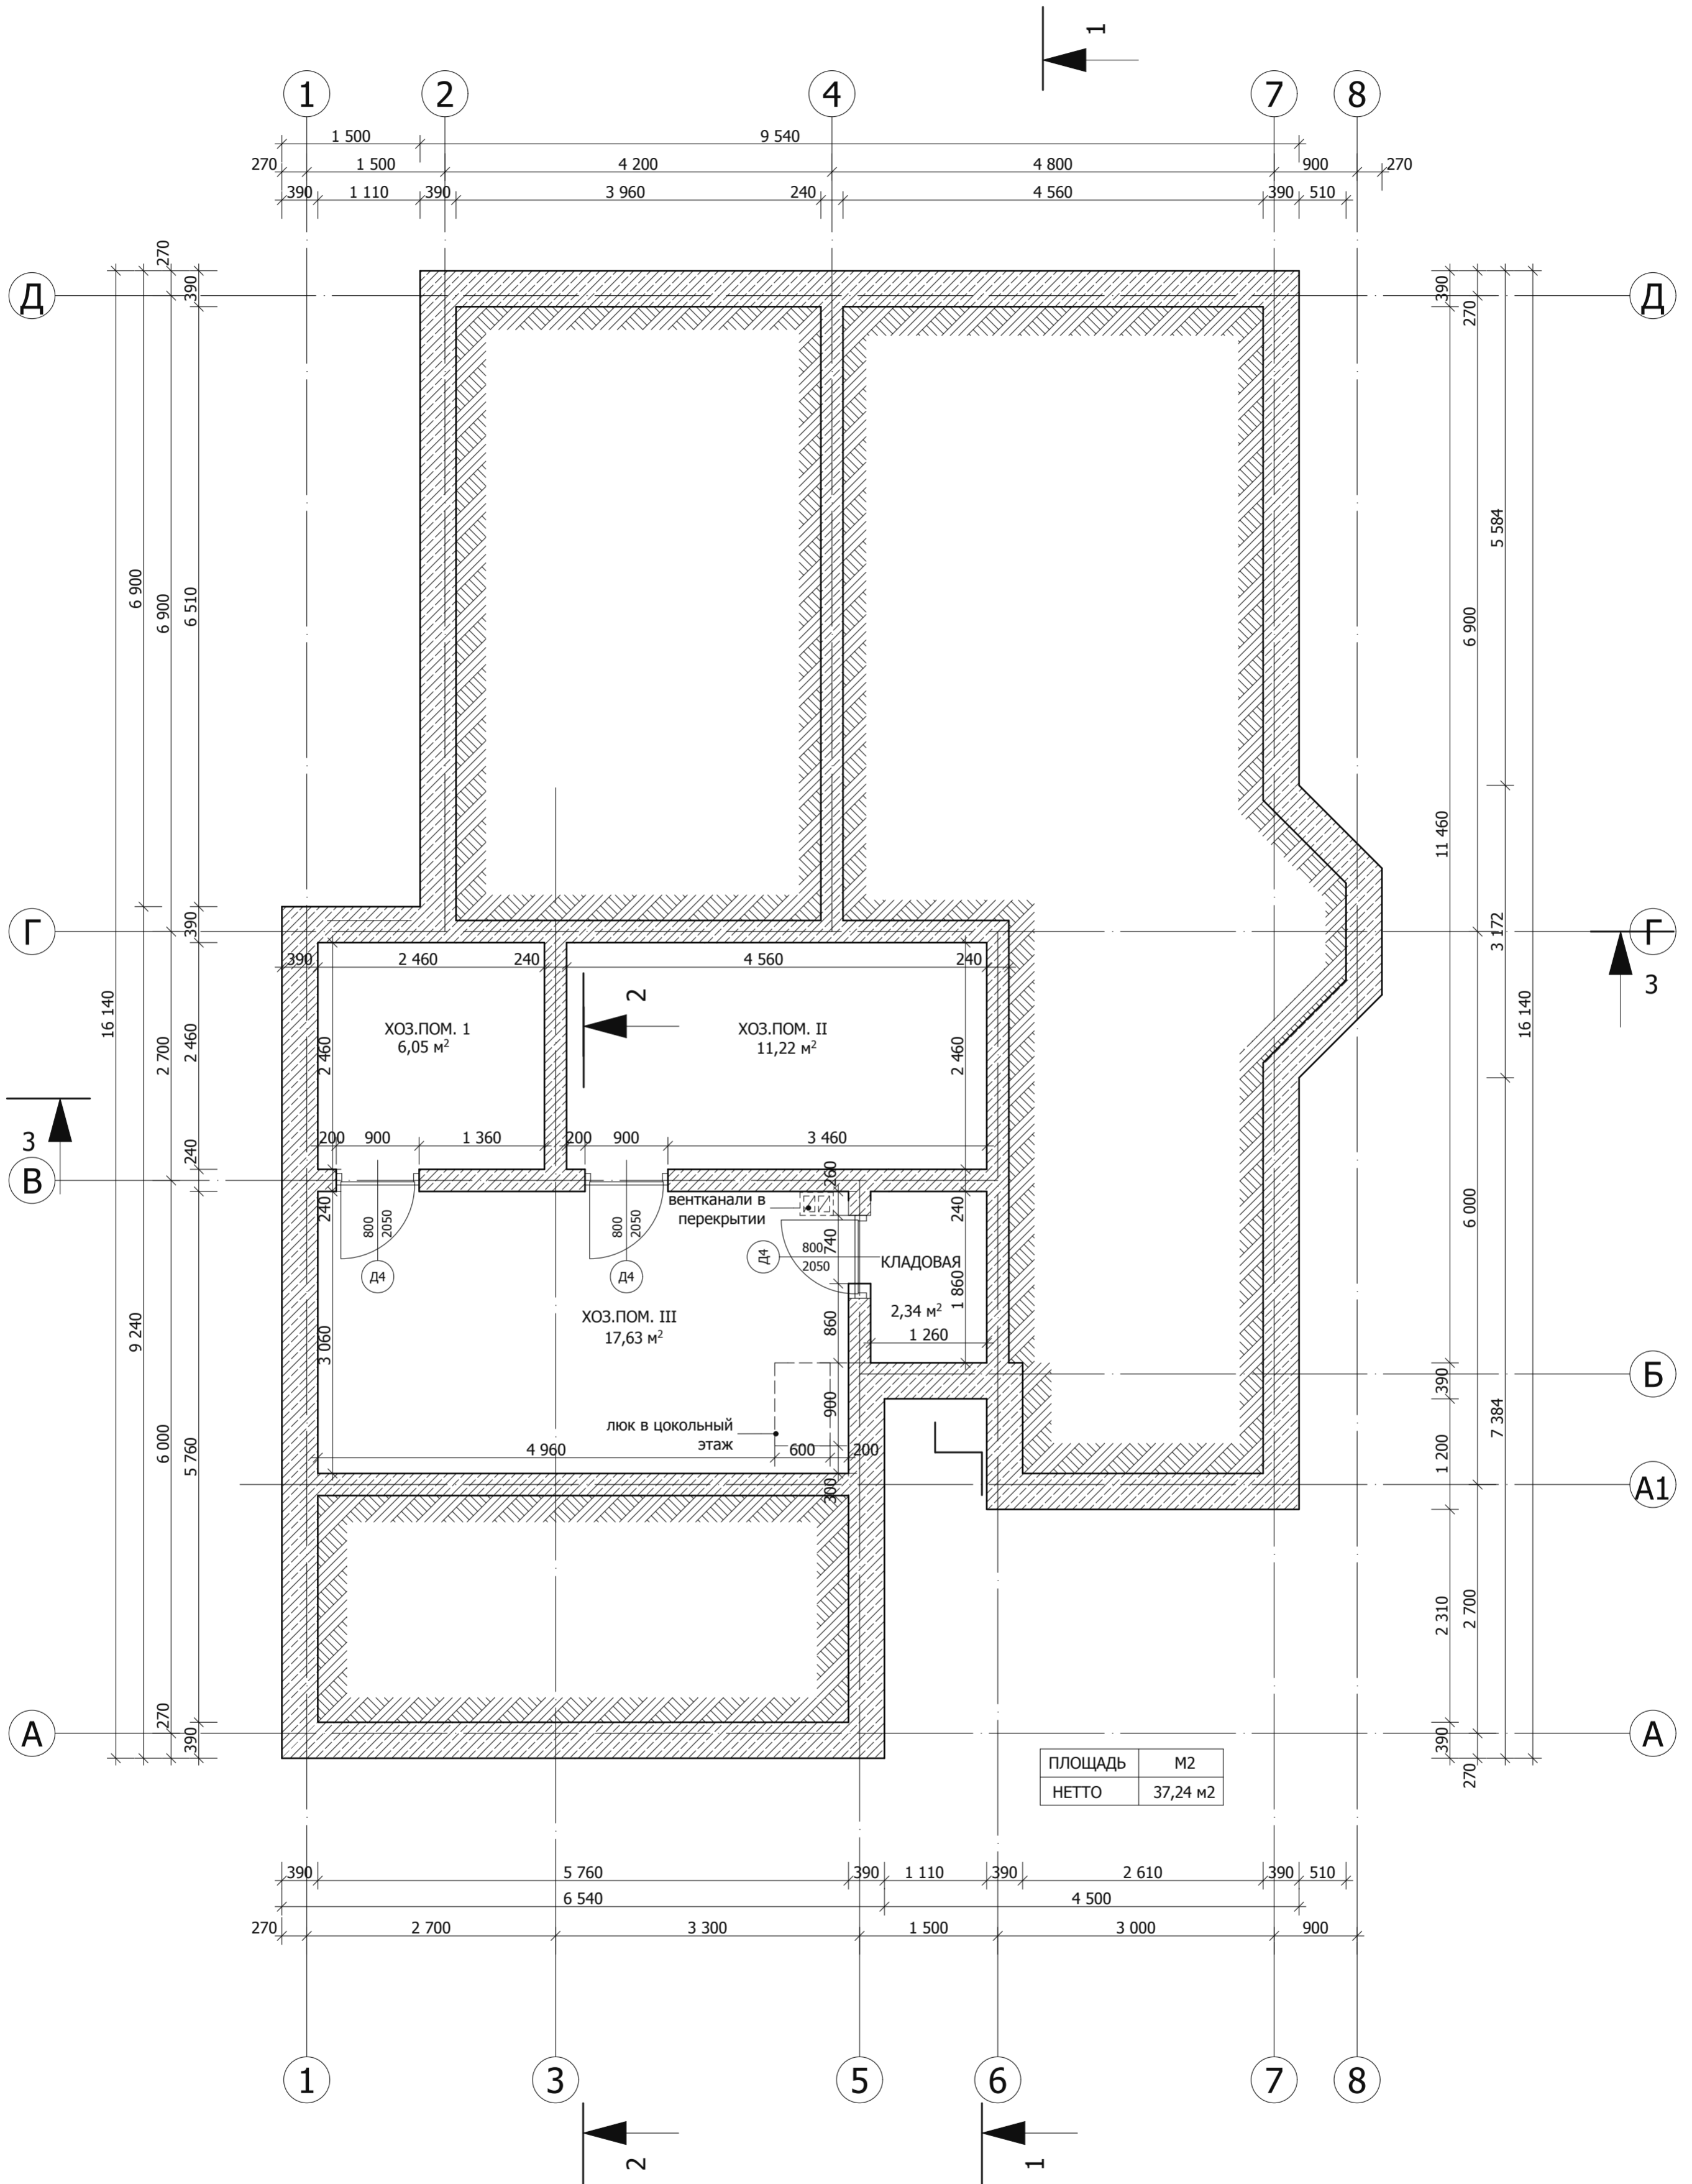 1
1 2 4 7 8
1 500 9 540
270 1 500 4 200 4 800 900 270
390 1 110 390 3 960 240 4 560 390 510
Д Д
270
390
6 900
6 900
6 510
390
270
5 584
6 900
11 460
Г Г
390
3 172
3
16 140
16 140
390 2 460 240 4 560 240
2
ХОЗ.ПОМ. 1
6,05 м²
ХОЗ.ПОМ. II
11,22 м²
2 700
2 460
2 460
2 460
3
200 900 1 360 200 900 3 460
240
В
240
260
240
вентканали в
перекрытии
800
2050
800
2050
740
800
2050
Д4
Д4
Д4
КЛАДОВАЯ
2,34 м²
1 860
1 260
6 000
ХОЗ.ПОМ. III
17,63 м²
3 060
860
9 240
Б
390
900
люк в цокольный
этаж
4 960 600 200
300
6 000
5 760
1 200
7 384
А1
2 310
2 700
270
390
А А
390
270
ПЛОЩАДЬ М2
НЕТТО 37,24 м2
390 5 760 390 1 110 390 2 610 390 510
6 540 4 500
270 2 700 3 300 1 500 3 000 900
1 3 5 6 7 8
2 1